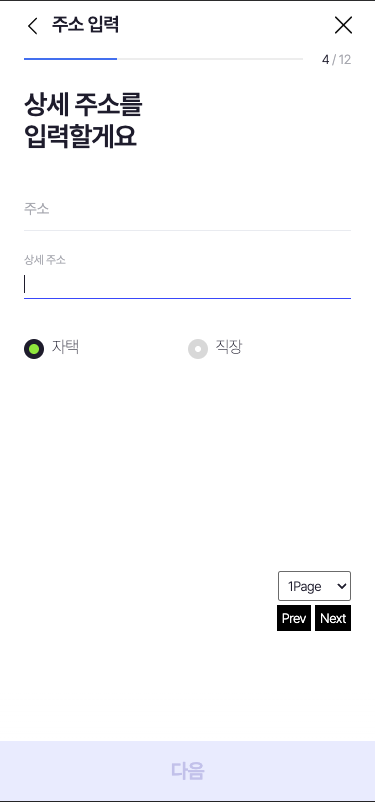 주소 입력
4 / 12
상세 주소를
입력할게요
주소
상세 주소
자택 직장
1Page
Prev Next
다음